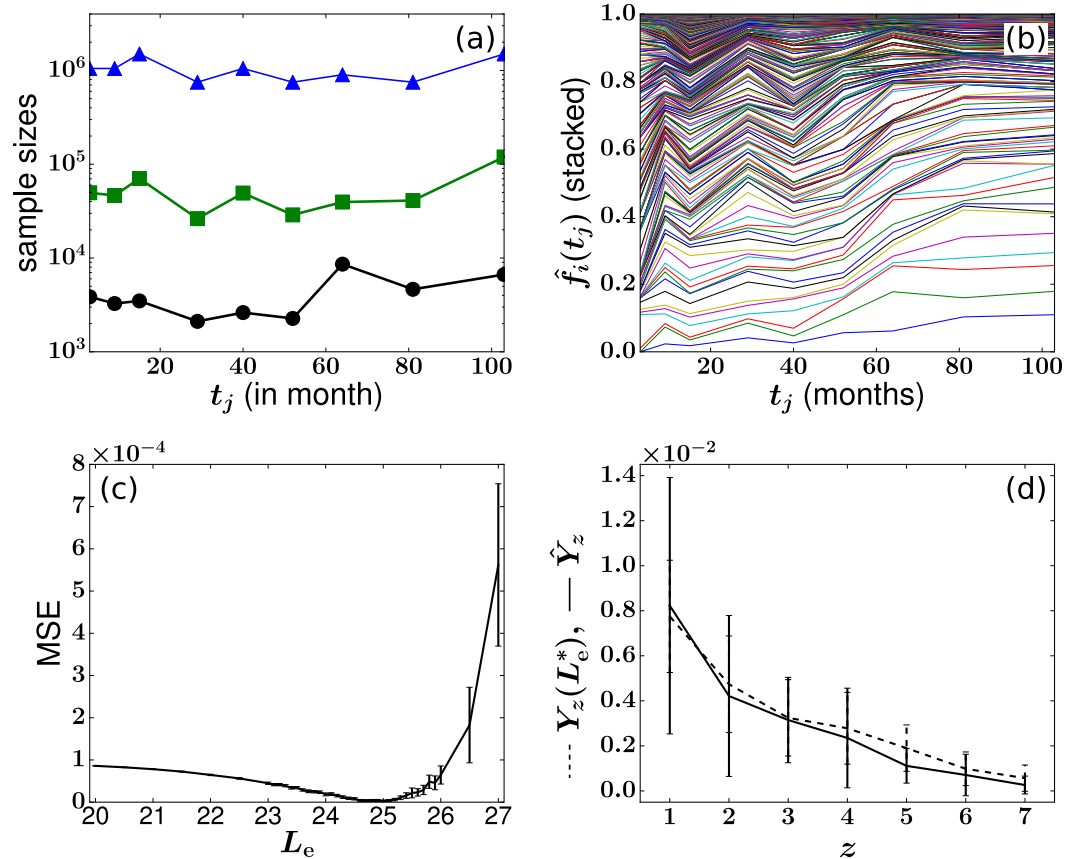 (a)
sample sizes
10^6
10^5
10^4
10^3
20 40 60 80 100
t_j (in month)
(b)
f̂_i(t_j) (stacked)
1.0
0.8
0.6
0.4
0.2
0.0
20 40 60 80 100
t_j (months)
×10^−4
(c)
MSE
8
7
6
5
4
3
2
1
0
20 21 22 23 24 25 26 27
L_e
×10^−2
(d)
---- Y_z(L_e^*), — Ŷ_z
1.4
1.2
1.0
0.8
0.6
0.4
0.2
0.0
1 2 3 4 5 6 7
z